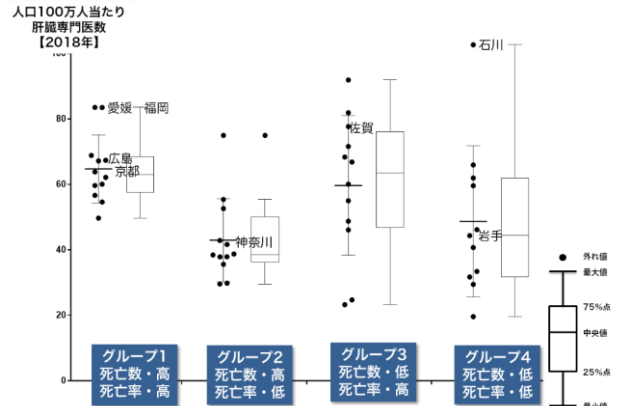 人口100万人当たり
肝臓専門医数
【2018年】
100
80
60
40
20
0
愛媛 福岡
広島
京都
神奈川
佐賀
石川
岩手
グループ1
死亡数・高
死亡率・高
グループ2
死亡数・高
死亡率・低
グループ3
死亡数・低
死亡率・高
グループ4
死亡数・低
死亡率・低
外れ値
最大値
75%点
中央値
25%点
最小値